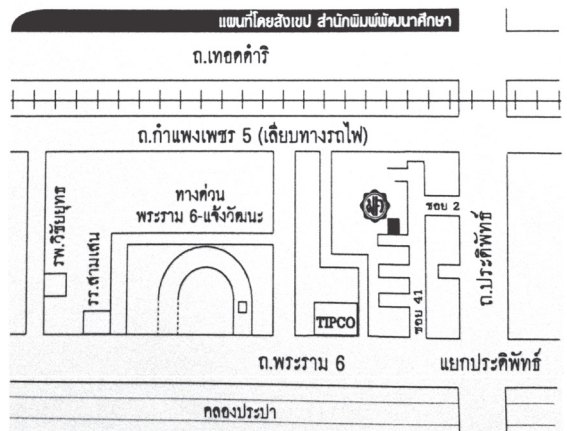 แผนที่โดยสังเขป สำนักพิมพ์พัฒนาศึกษา
ถ.เทอดดำริ
ถ.กำแพงเพชร 5 (เลียบทางรถไฟ)
ทางด่วน
พระราม 6-แจ้งวัฒนะ
รพ.วิชัยยุทธ
รร.สามเสน
ซอย 2
ถ.ประดิพัทธ์
ซอย 41
TIPCO
ถ.พระราม 6
แยกประดิพัทธ์
คลองประปา